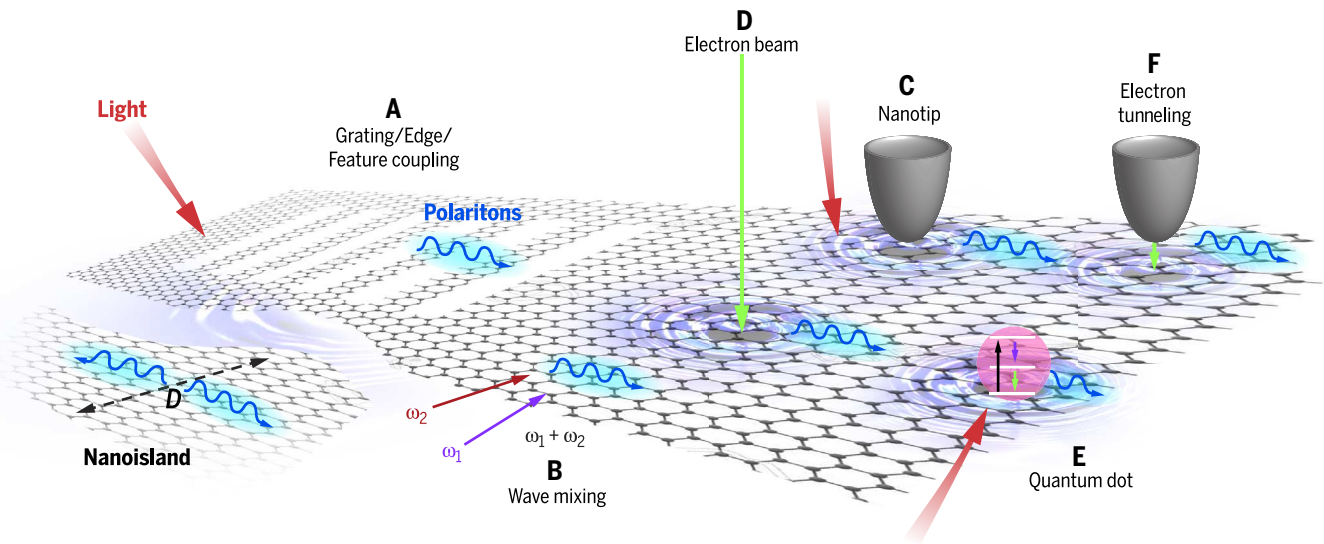 Light
A
Grating/Edge/
Feature coupling
Polaritons
D
Electron beam
C
Nanotip
F
Electron
tunneling
D
Nanoisland
ω2
ω1
ω1 + ω2
B
Wave mixing
E
Quantum dot